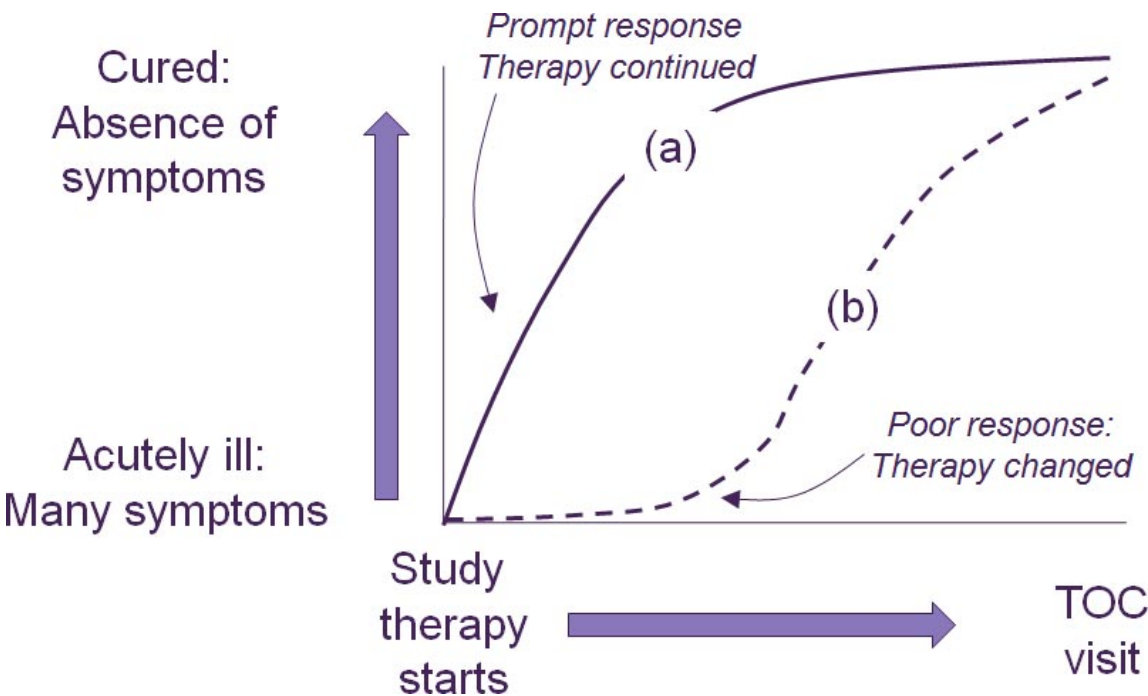 Prompt response
Therapy continued
Cured:
Absence of
symptoms
(a)
(b)
Poor response:
Therapy changed
Acutely ill:
Many symptoms
Study
therapy
starts
TOC
visit